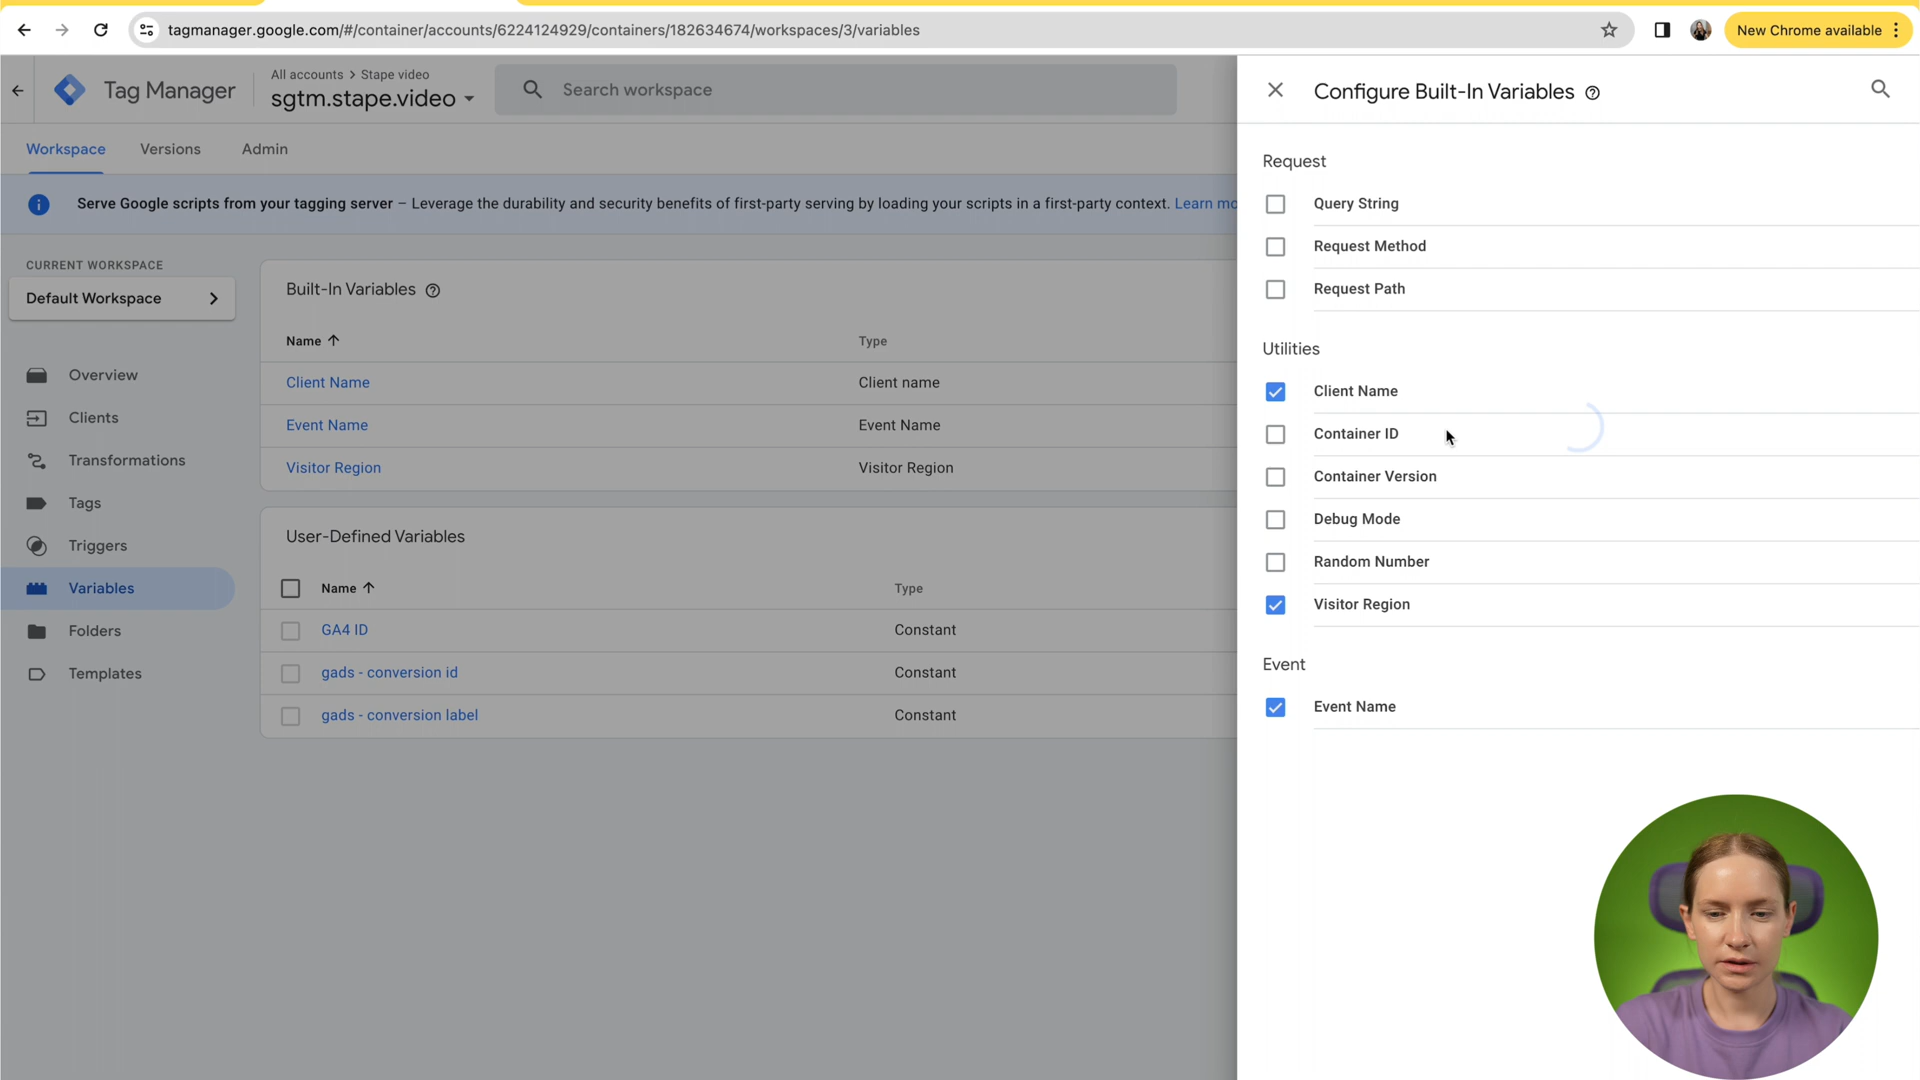 tagmanager.google.com/#/container/accounts/6224124929/containers/182634674/workspaces/3/variables
New Chrome available
Tag Manager
All accounts > Stape video
sgtm.stape.video
Search workspace
Workspace
Versions
Admin
Serve Google scripts from your tagging server – Leverage the durability and security benefits of first-party serving by loading your scripts in a first-party context. Learn mo
CURRENT WORKSPACE
Default Workspace
Overview
Clients
Transformations
Tags
Triggers
Variables
Folders
Templates
Built-In Variables
Name
Type
Client Name
Client name
Event Name
Event Name
Visitor Region
Visitor Region
User-Defined Variables
Name
Type
GA4 ID
Constant
gads - conversion id
Constant
gads - conversion label
Constant
Configure Built-In Variables
Request
Query String
Request Method
Request Path
Utilities
Client Name
Container ID
Container Version
Debug Mode
Random Number
Visitor Region
Event
Event Name